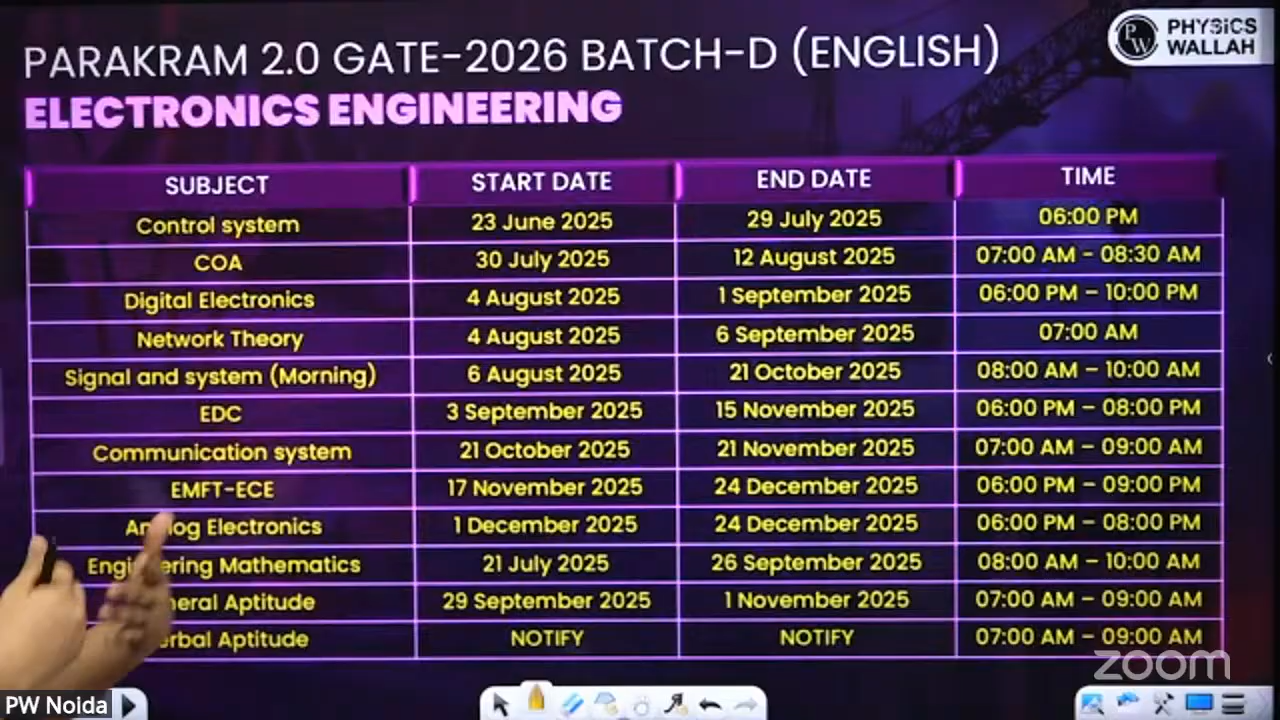 PARAKRAM 2.0 GATE-2026 BATCH-D (ENGLISH)
PHYSICS
WALLAH
PW
ELECTRONICS ENGINEERING
SUBJECT START DATE END DATE TIME
Control system 23 June 2025 29 July 2025 06:00 PM
COA 30 July 2025 12 August 2025 07:00 AM - 08:30 AM
Digital Electronics 4 August 2025 1 September 2025 06:00 PM – 10:00 PM
Network Theory 4 August 2025 6 September 2025 07:00 AM
Signal and system (Morning) 6 August 2025 21 October 2025 08:00 AM – 10:00 AM
EDC 3 September 2025 15 November 2025 06:00 PM – 08:00 PM
Communication system 21 October 2025 21 November 2025 07:00 AM – 09:00 AM
EMFT-ECE 17 November 2025 24 December 2025 06:00 PM – 09:00 PM
Electronics 1 December 2025 24 December 2025 06:00 PM – 08:00 PM
Mathematics 21 July 2025 26 September 2025 08:00 AM – 10:00 AM
Aptitude 29 September 2025 1 November 2025 07:00 AM – 09:00 AM
Aptitude NOTIFY NOTIFY 07:00 AM – 09:00 AM
zoom
PW Noida